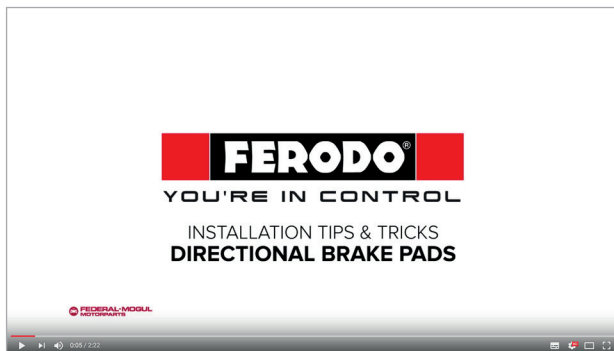 FERODO®
YOU'RE IN CONTROL
INSTALLATION TIPS & TRICKS
DIRECTIONAL BRAKE PADS
FEDERAL-MOGUL
MOTORPARTS
0:05 / 2:22